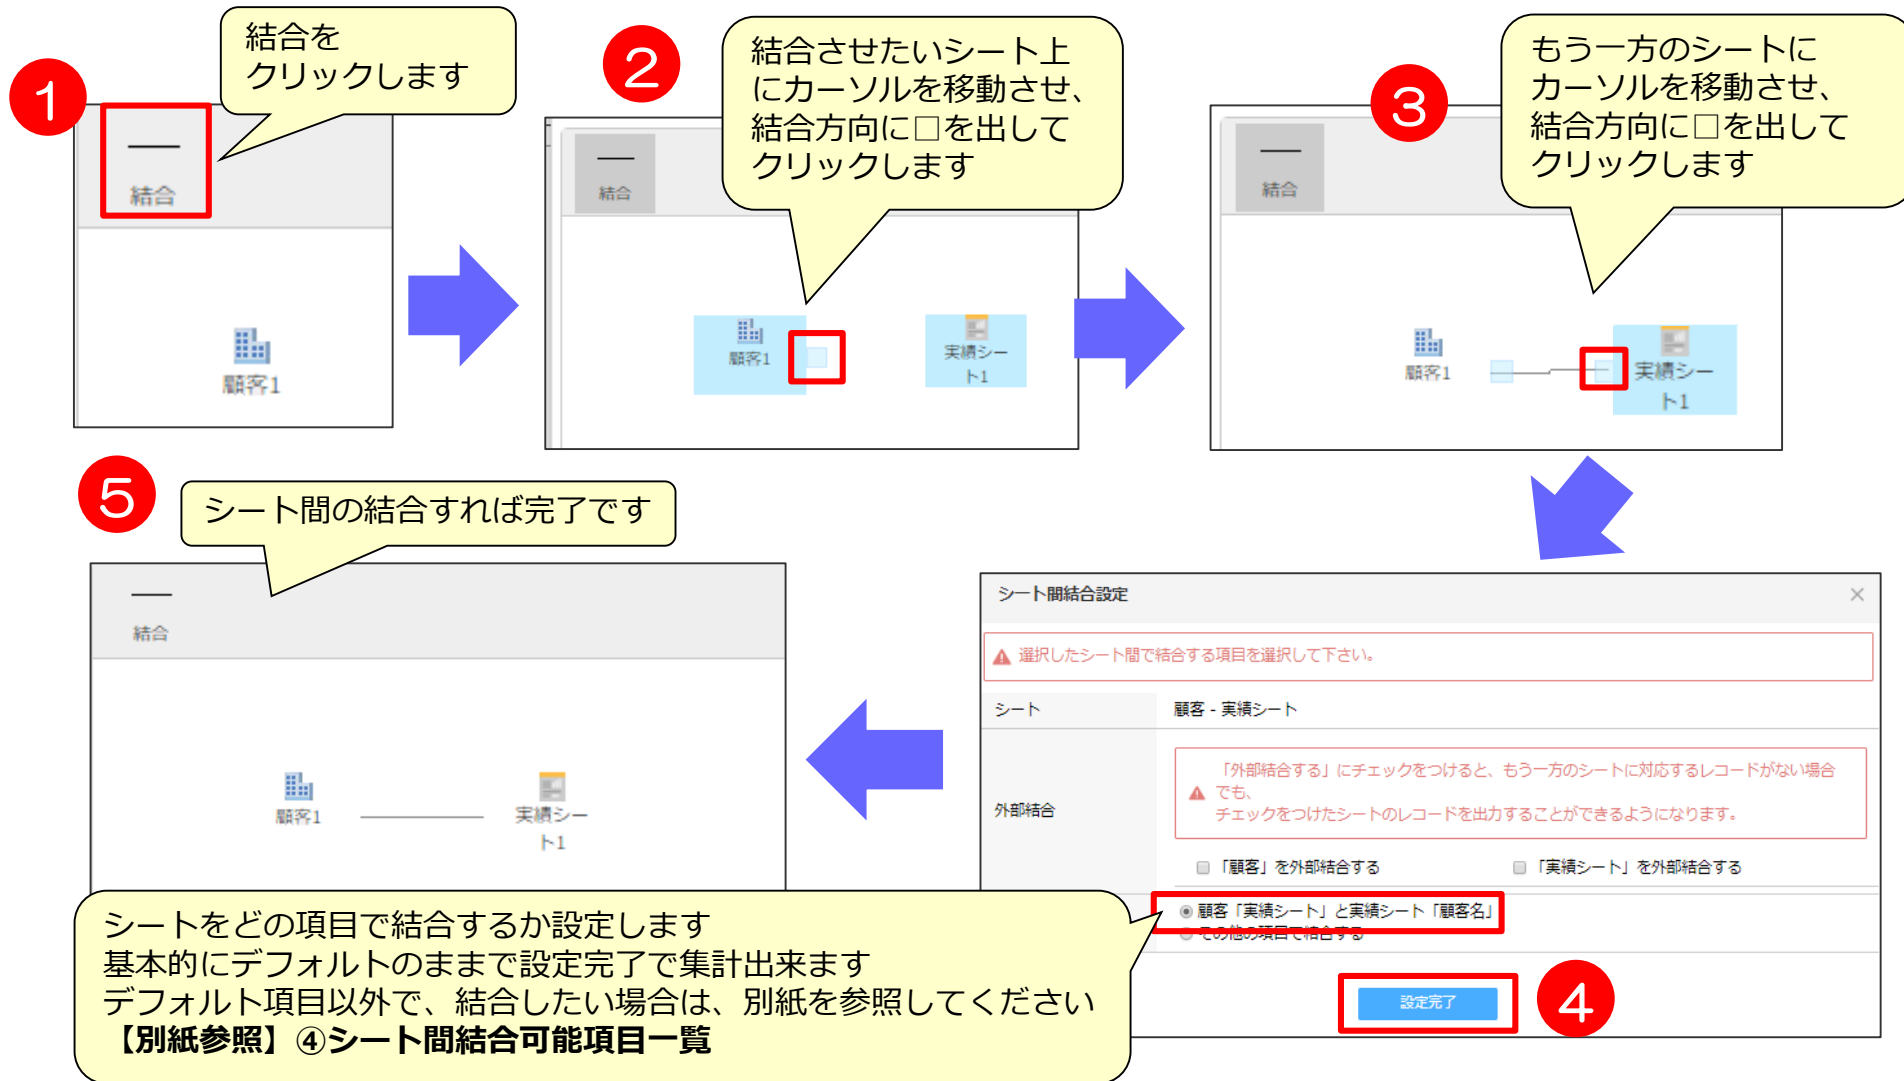 1
結合を
クリックします
結合
顧客1
2
結合させたいシート上
にカーソルを移動させ、
結合方向に□を出して
クリックします
結合
顧客1
実績シー
ト1
3
もう一方のシートに
カーソルを移動させ、
結合方向に□を出して
クリックします
結合
顧客1
実績シー
ト1
シート間結合設定
×
選択したシート間で結合する項目を選択して下さい。
シート
顧客 - 実績シート
外部結合
「外部結合する」にチェックをつけると、もう一方のシートに対応するレコードがない場合
でも、
チェックをつけたシートのレコードを出力することができるようになります。
「顧客」を外部結合する
「実績シート」を外部結合する
顧客「実績シート」と実績シート「顧客名」
その他の項目で結合する
設定完了
4
シートをどの項目で結合するか設定します
基本的にデフォルトのままで設定完了で集計出来ます
デフォルト項目以外で、結合したい場合は、別紙を参照してください
【別紙参照】④シート間結合可能項目一覧
5
シート間の結合すれば完了です
結合
顧客1
実績シー
ト1